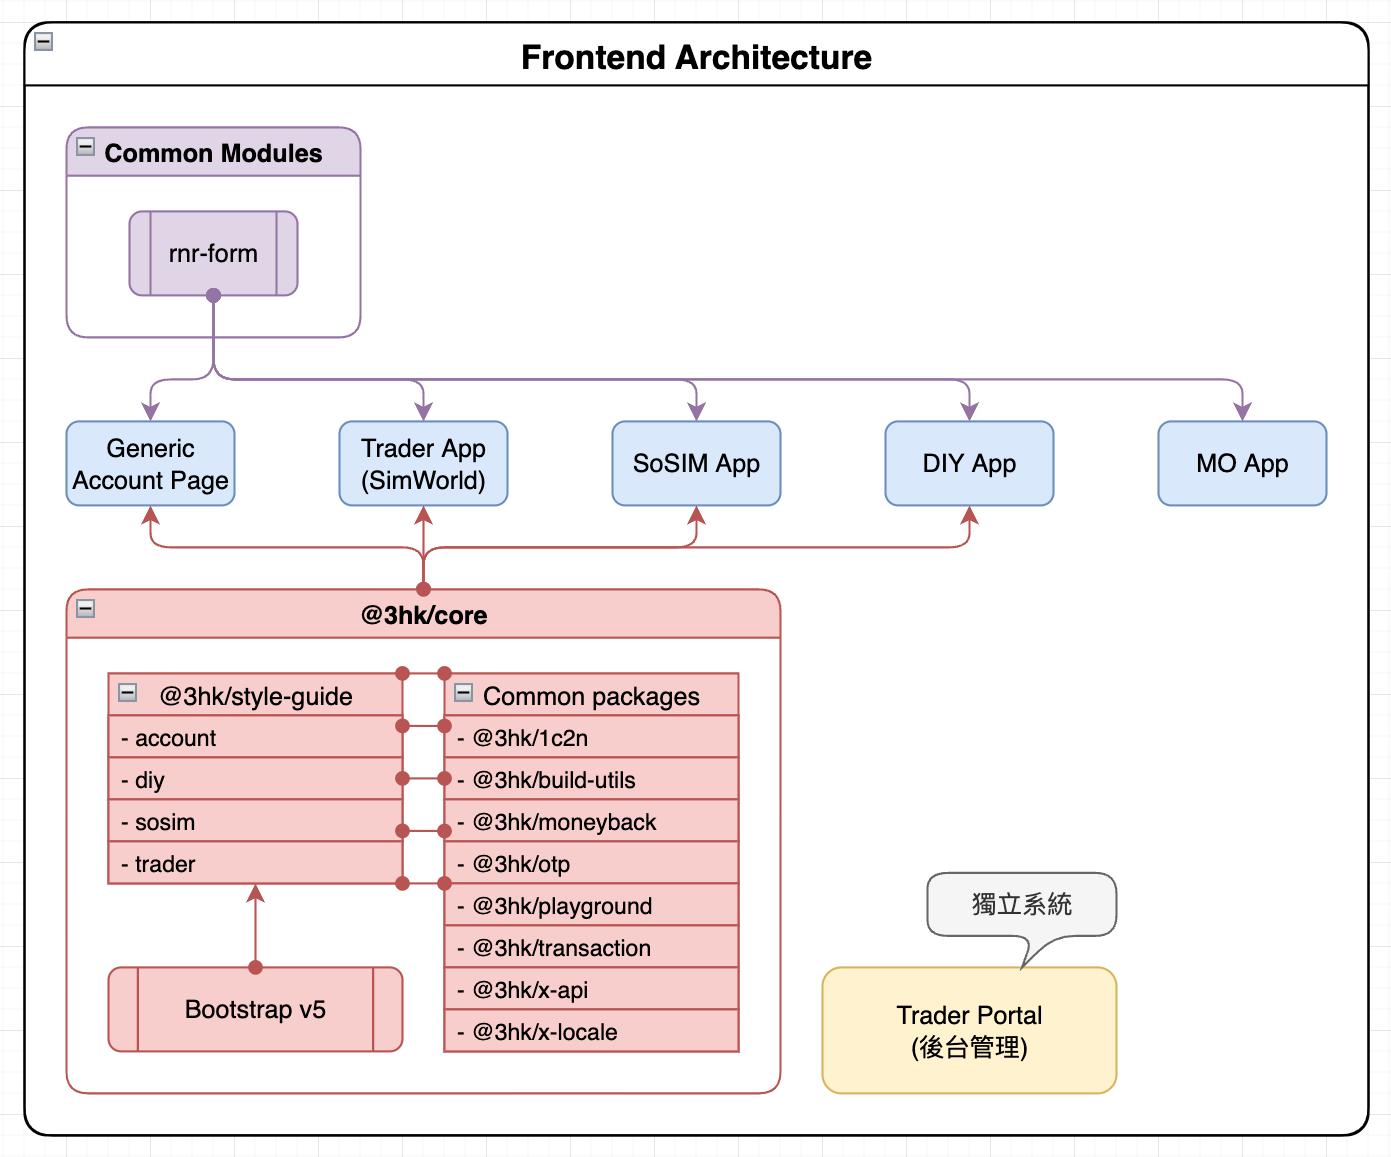 Frontend Architecture
Common Modules
rnr-form
Generic
Account Page
Trader App
(SimWorld)
SoSIM App
DIY App
MO App
@3hk/core
@3hk/style-guide
- account
- diy
- sosim
- trader
Bootstrap v5
Common packages
- @3hk/1c2n
- @3hk/build-utils
- @3hk/moneyback
- @3hk/otp
- @3hk/playground
- @3hk/transaction
- @3hk/x-api
- @3hk/x-locale
獨立系統
Trader Portal
(後台管理)